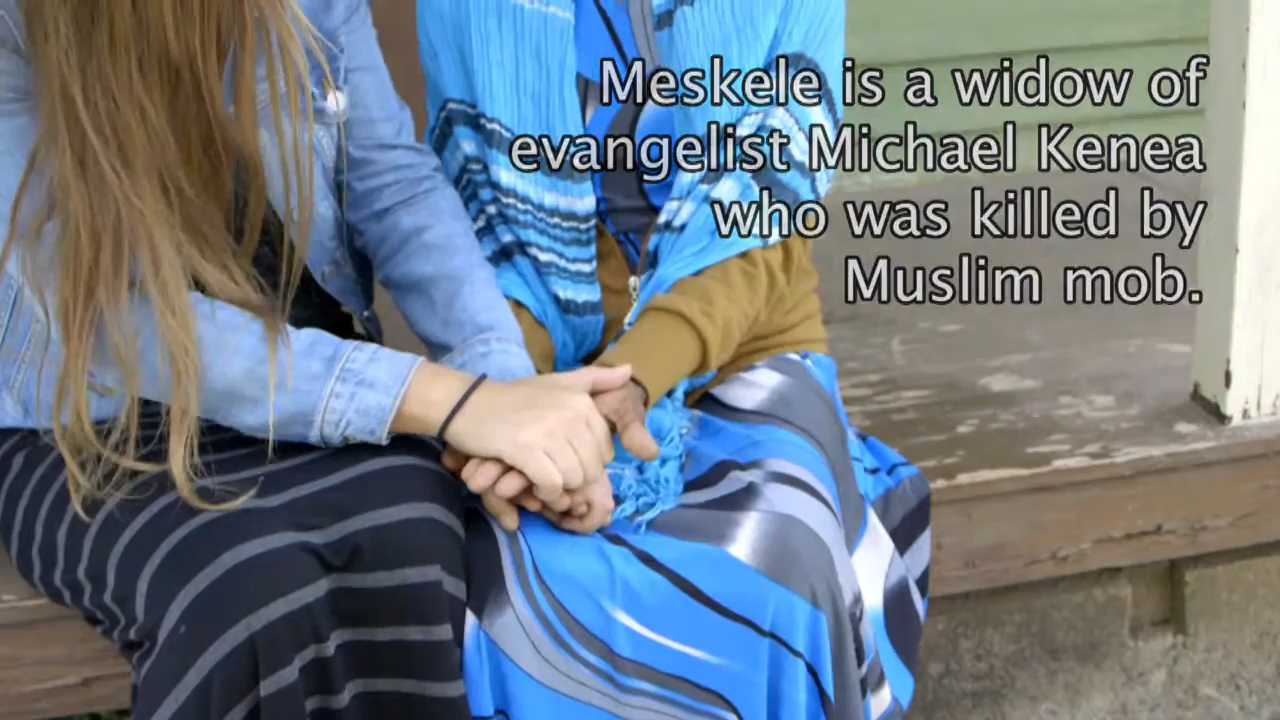 Meskele is a widow of
evangelist Michael Kenea
who was killed by
Muslim mob.